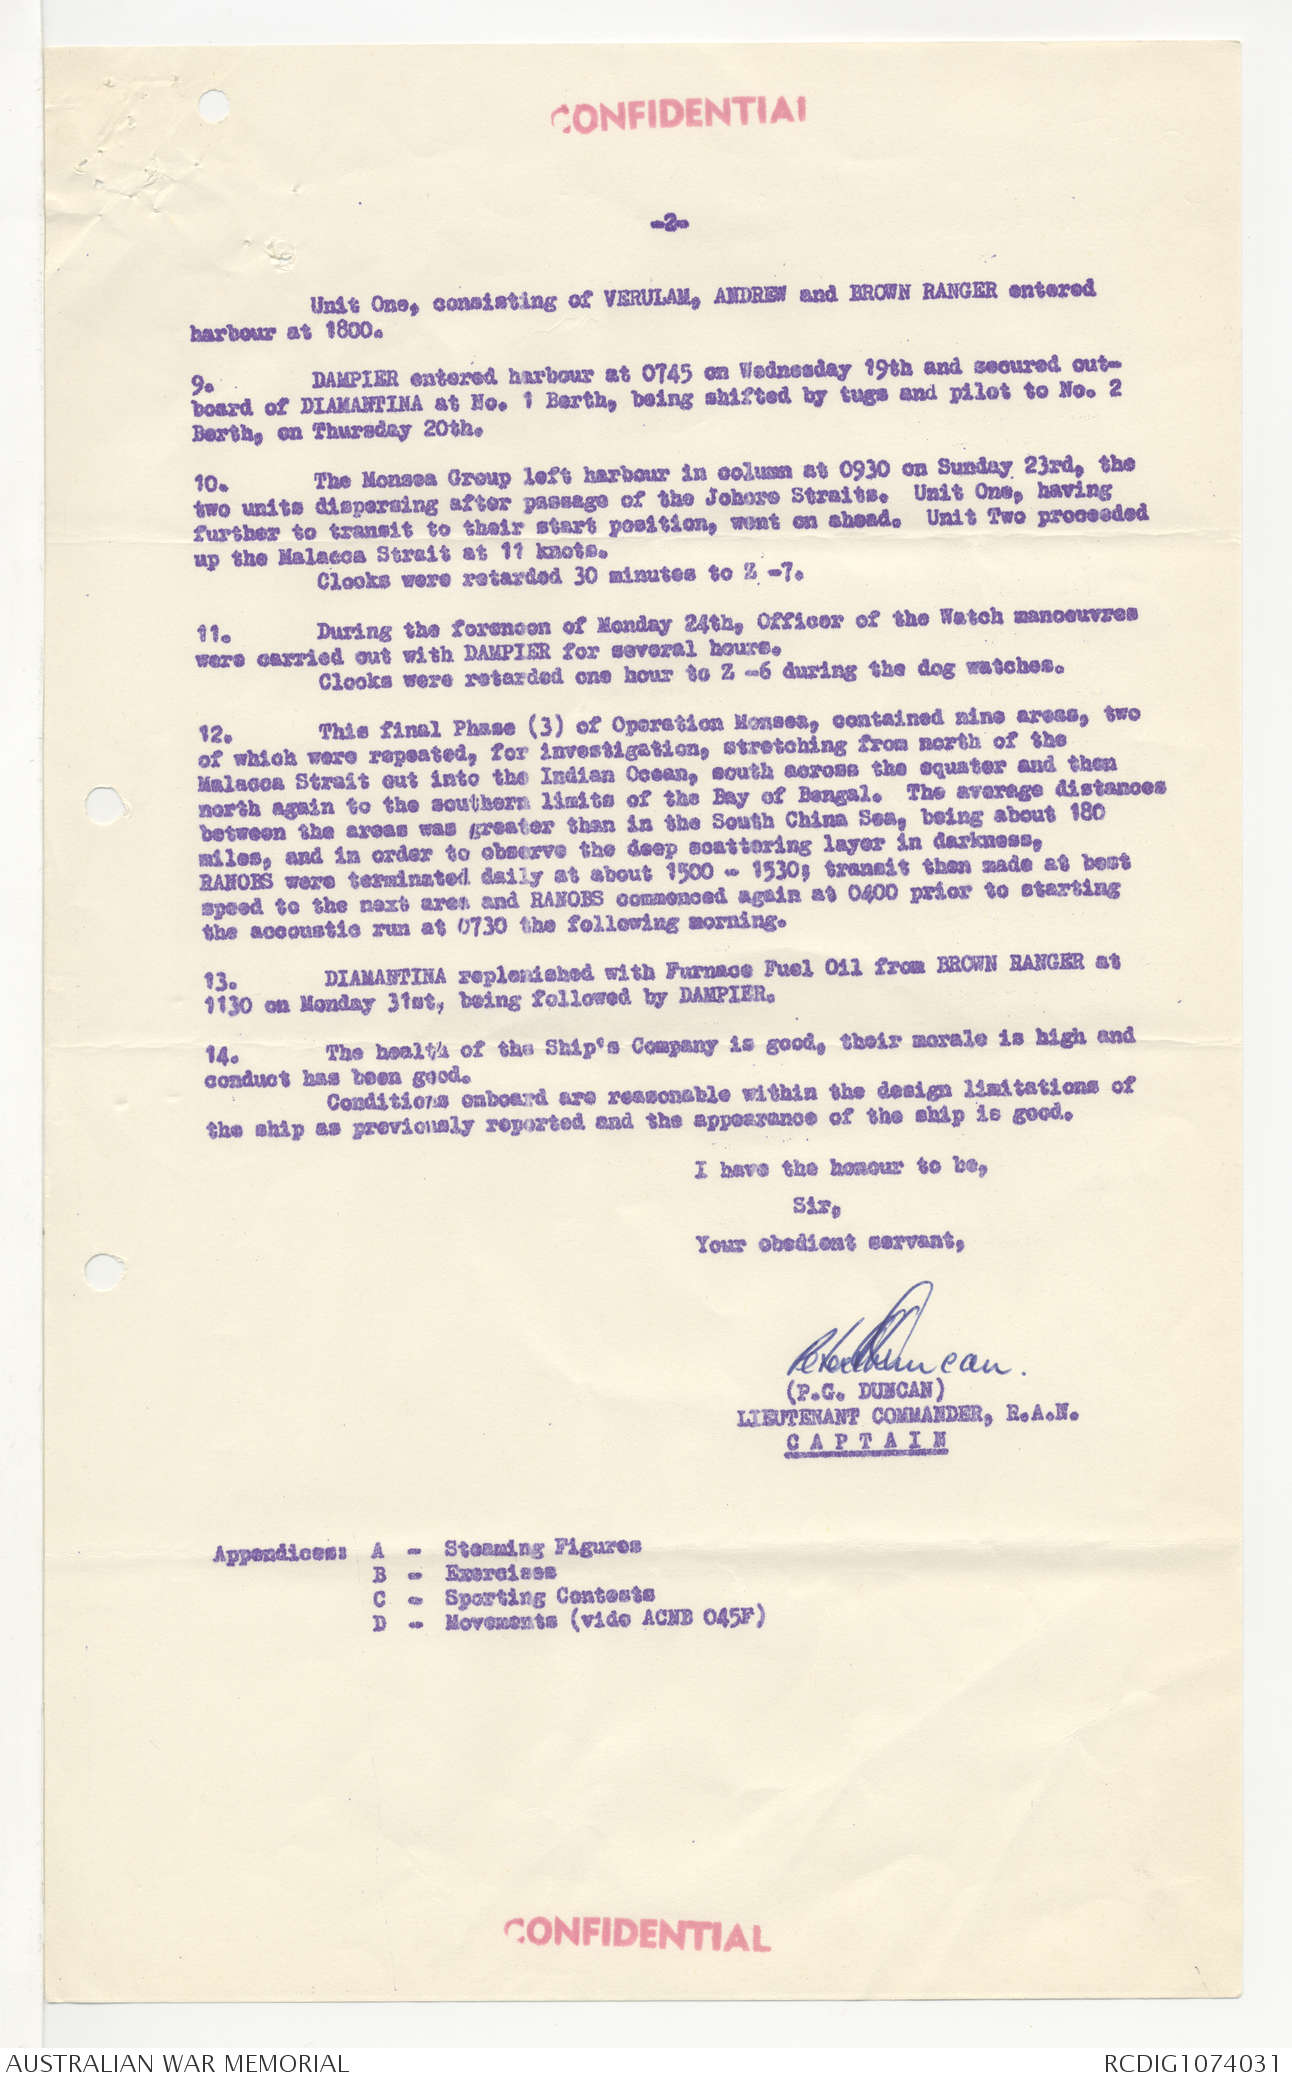 CONFIDENTIAL
-2-
Unit One, consisting of VERULAM, ANDREW and BROWN RANGER entered
harbour at 1800.
9. DAMPIER entered harbour at 0745 on Wednesday 19th and secured out-
board of DIAMANTINA at No. 1 Berth, being shifted by tugs and pilot to No. 2
Berth, on Thursday 20th.
10. The Monsea Group left harbour in column at 0930 on Sunday 23rd, the
two units dispersing after passage of the Johore Straits. Unit One, having
further to transit to their start position, went on ahead. Unit Two proceeded
up the Malacca Strait at 11 knots.
Clocks were retarded 30 minutes to Z -7.
11. During the forenoon of Monday 24th, Officer of the Watch manoeuvres
were carried out with DAMPIER for several hours.
Clocks were retarded one hour to Z -6 during the dog watches.
12. This final Phase (3) of Operation Monsea, contained nine areas, two
of which were repeated, for investigation, stretching from north of the
Malacca Strait out into the Indian Ocean, south across the equator and then
north again to the southern limits of the Bay of Bengal. The average distances
between the areas was greater than in the South China Sea, being about 180
miles, and in order to observe the deep scattering layer in darkness,
RANOBS were terminated daily at about 1500 - 1530; transit then made at best
speed to the next area and RANOBS commenced again at 0400 prior to starting
the accoustic run at 0730 the following morning.
13. DIAMANTINA replenished with Furnace Fuel Oil from BROWN RANGER at
1130 on Monday 31st, being followed by DAMPIER.
14. The health of the Ship's Company is good, their morale is high and
conduct has been good.
Conditions onboard are reasonable within the design limitations of
the ship as previously reported and the appearance of the ship is good.
I have the honour to be,
Sir,
Your obedient servant,
Peter G Duncan.
(P.G. DUNCAN)
LIEUTENANT COMMANDER, R.A.N.
C A P T A I N
Appendices: A - Steaming Figures
B - Exercises
C - Sporting Contests
D - Movements (vide ACNB 045F)
CONFIDENTIAL
AUSTRALIAN WAR MEMORIAL
RCDIG1074031